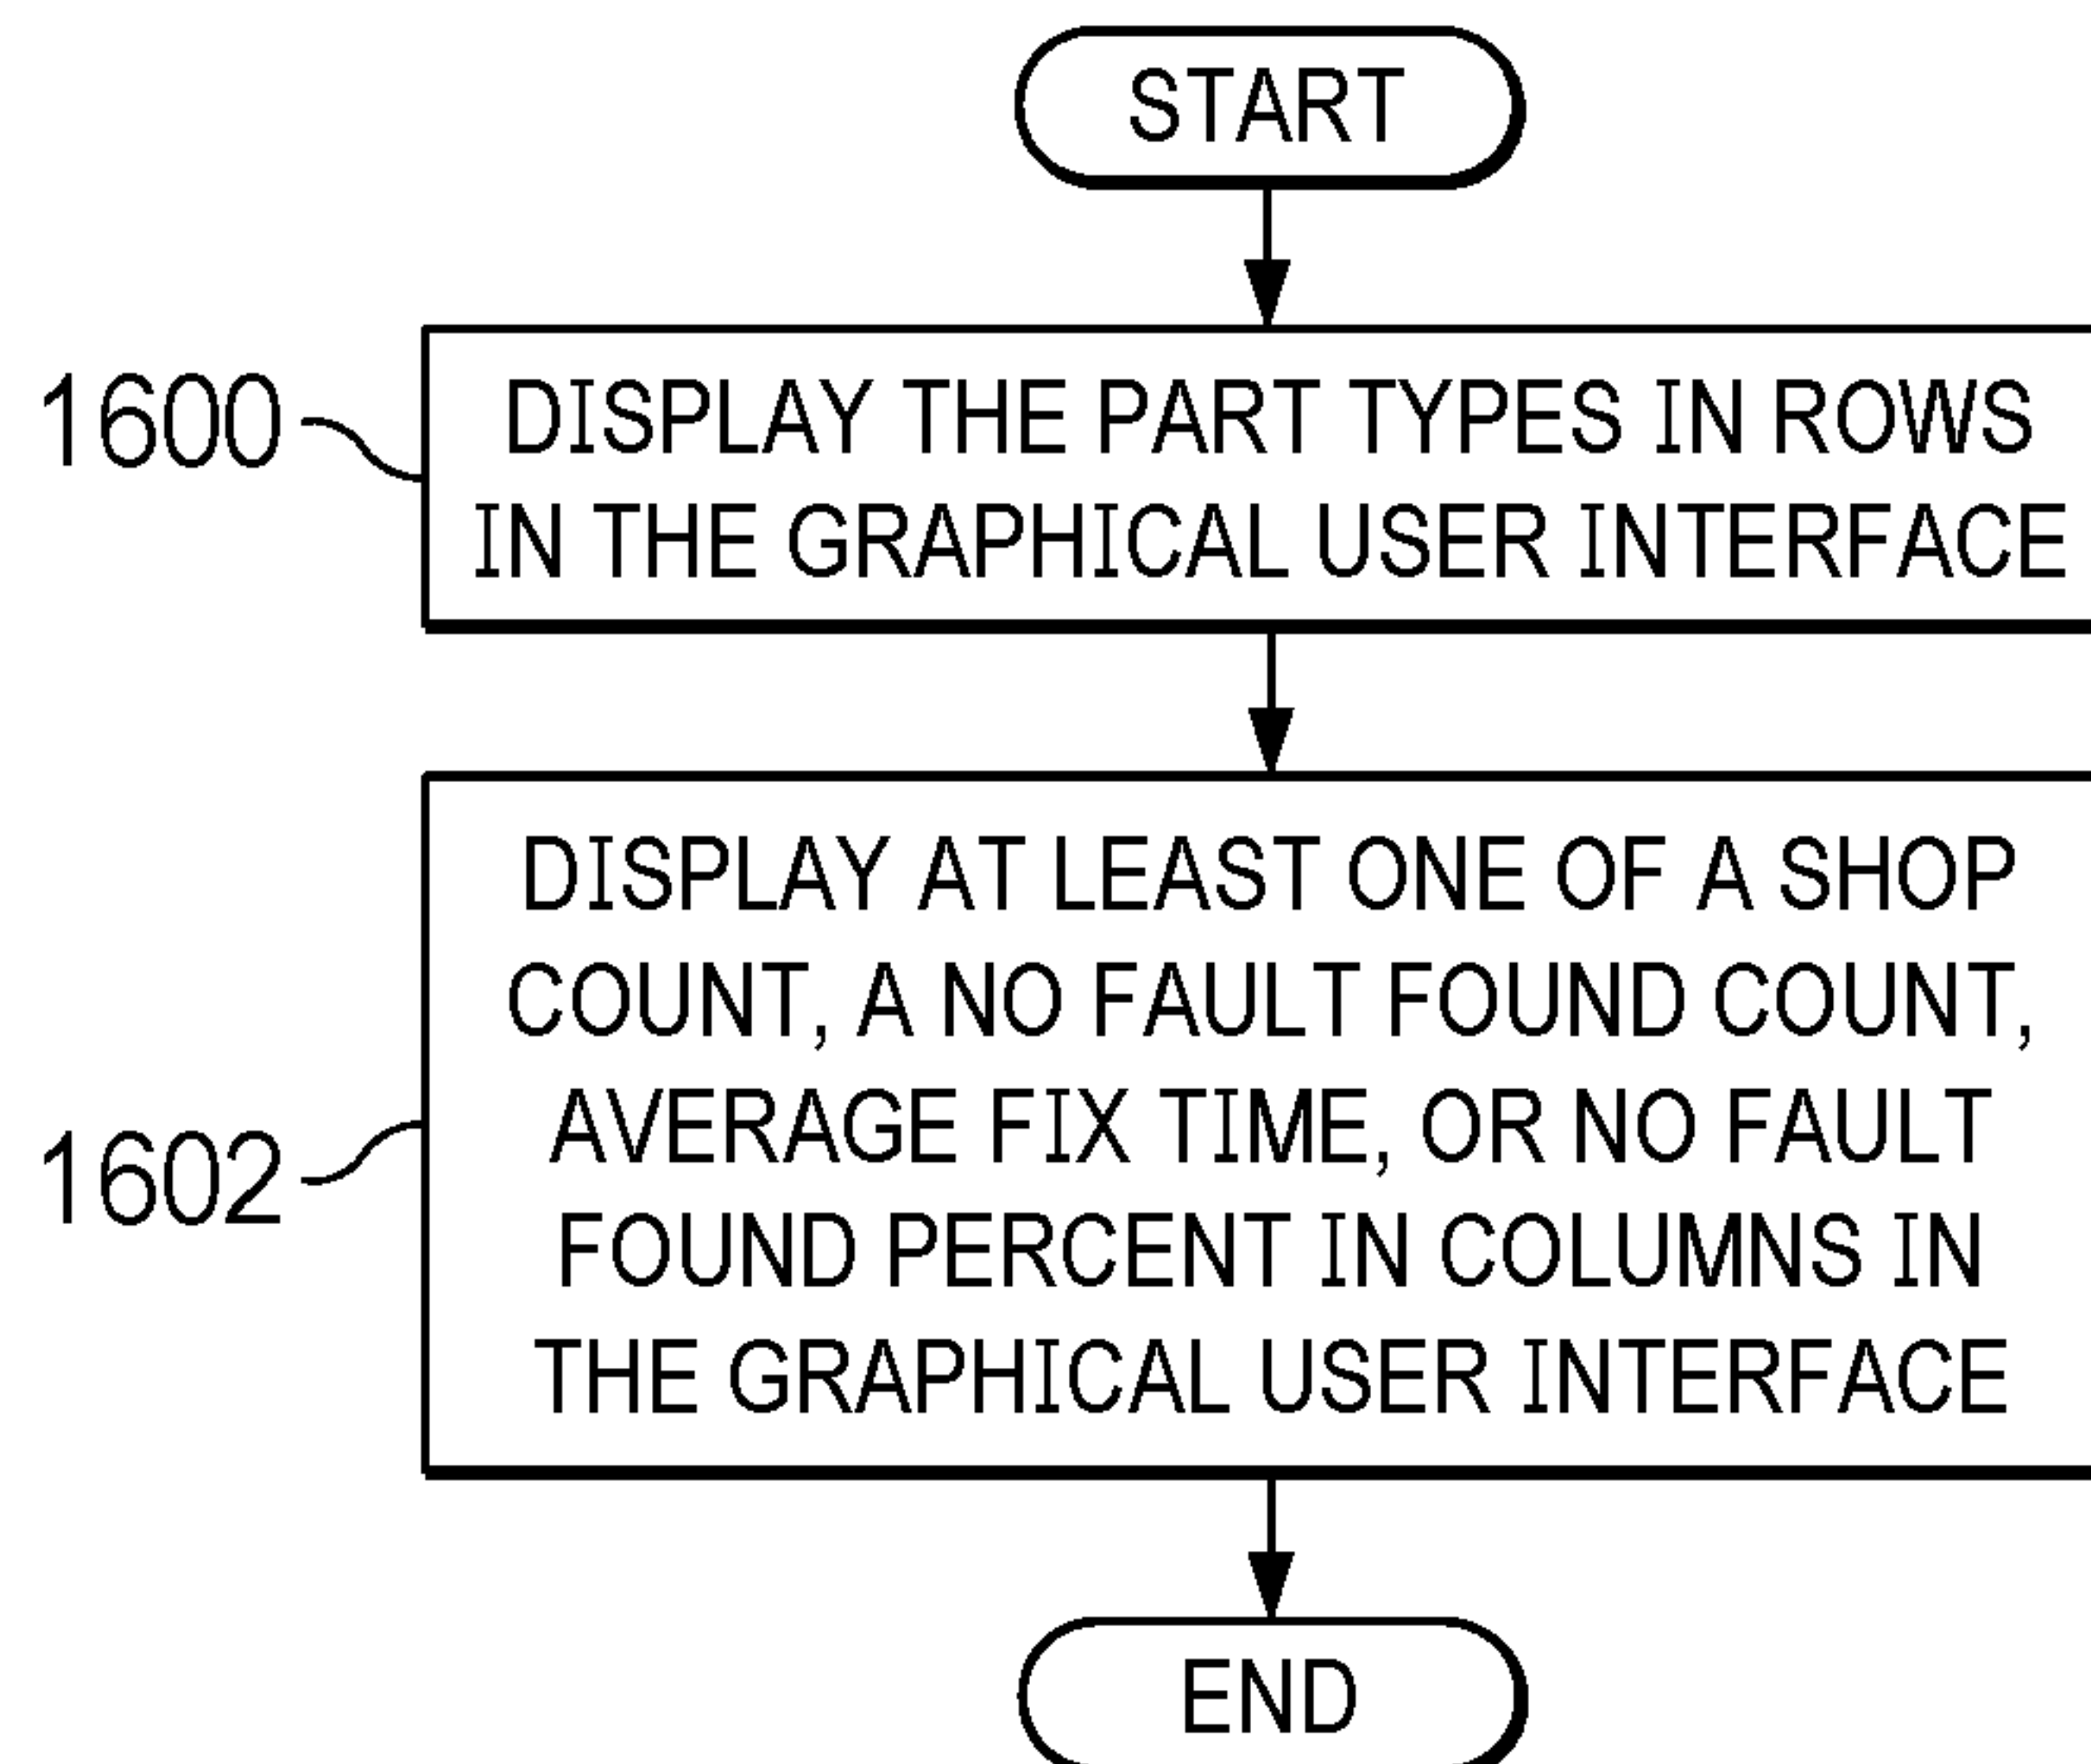 START
1600
DISPLAY THE PART TYPES IN ROWS
IN THE GRAPHICAL USER INTERFACE
1602
DISPLAY AT LEAST ONE OF A SHOP
COUNT, A NO FAULT FOUND COUNT,
AVERAGE FIX TIME, OR NO FAULT
FOUND PERCENT IN COLUMNS IN
THE GRAPHICAL USER INTERFACE
END